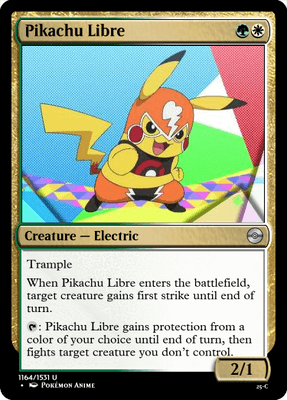 Pikachu Libre
Creature — Electric
Trample
When Pikachu Libre enters the battlefield,
target creature gains first strike until end of
turn.
: Pikachu Libre gains protection from a
color of your choice until end of turn, then
fights target creature you don't control.
2/1
1164/1531 U
• Pokémon Anime